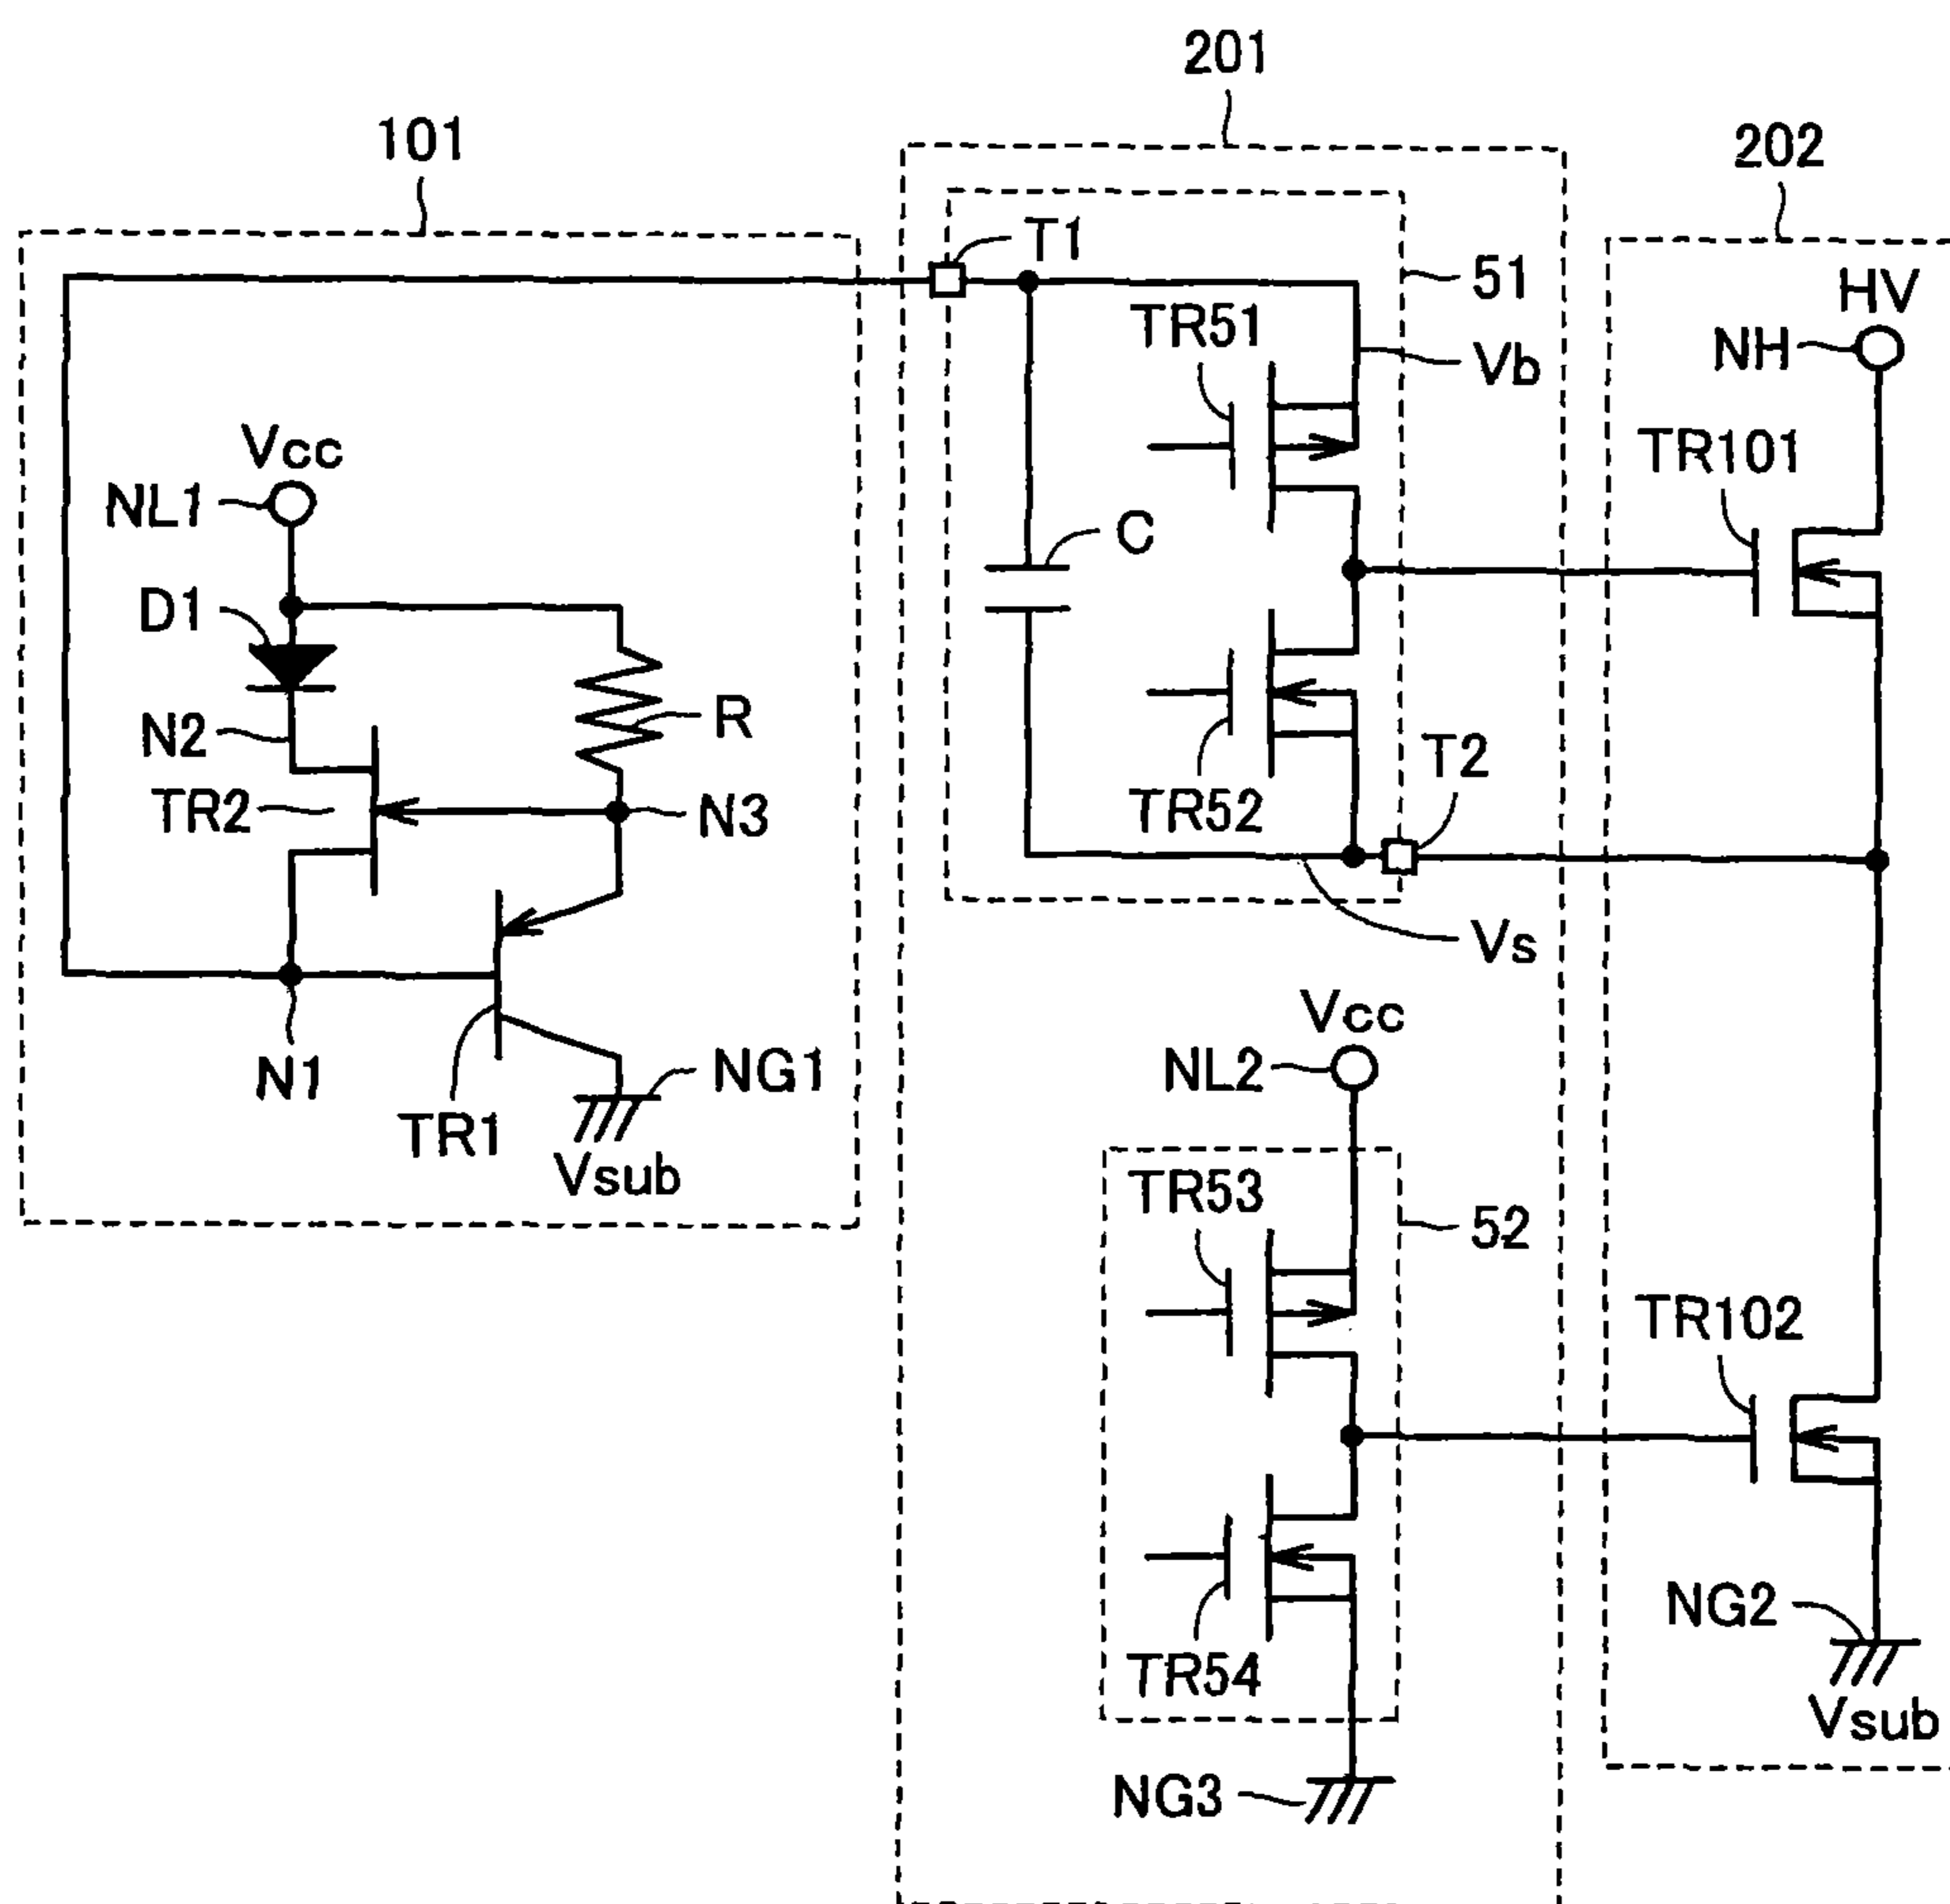 201
101
202
T1
51
HV
TR51
NH
Vb
Vcc
TR101
NL1
C
D1
N2
R
T2
TR2
N3
TR52
Vs
Vcc
NL2
N1
NG1
TR1
Vsub
TR53
52
TR102
NG2
TR54
Vsub
NG3